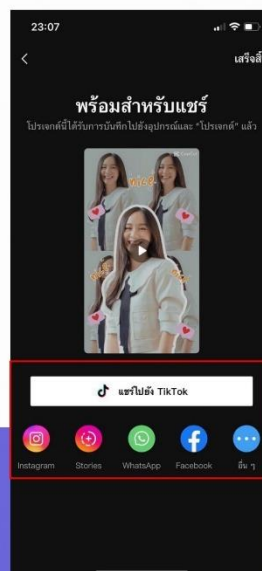 23:07
เสร็จสิ้
พร้อมสำหรับแชร์
โปรเจกต์นี้ได้รับการบันทึกไปยังอุปกรณ์และ "โปรเจกต์" แล้ว
แชร์ไปยัง TikTok
Instagram
Stories
WhatsApp
Facebook
อื่น ๆ